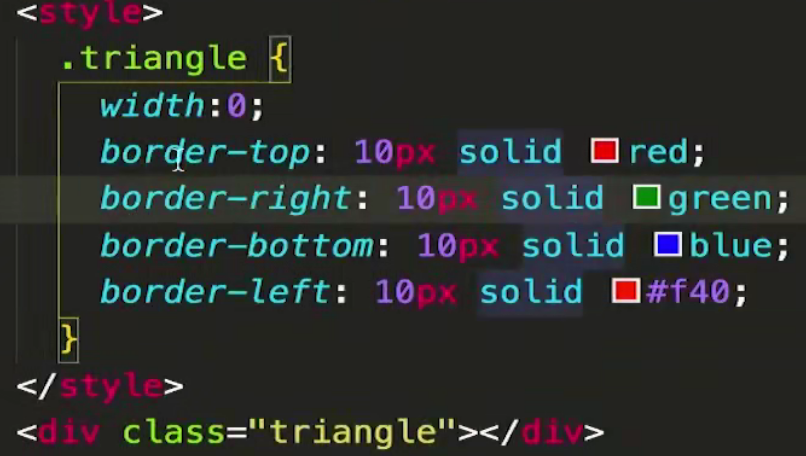 <style>
.triangle {
width:0;
border-top: 10px solid red;
border-right: 10px solid green;
border-bottom: 10px solid blue;
border-left: 10px solid #f40;
}
</style>
<div class="triangle"></div>